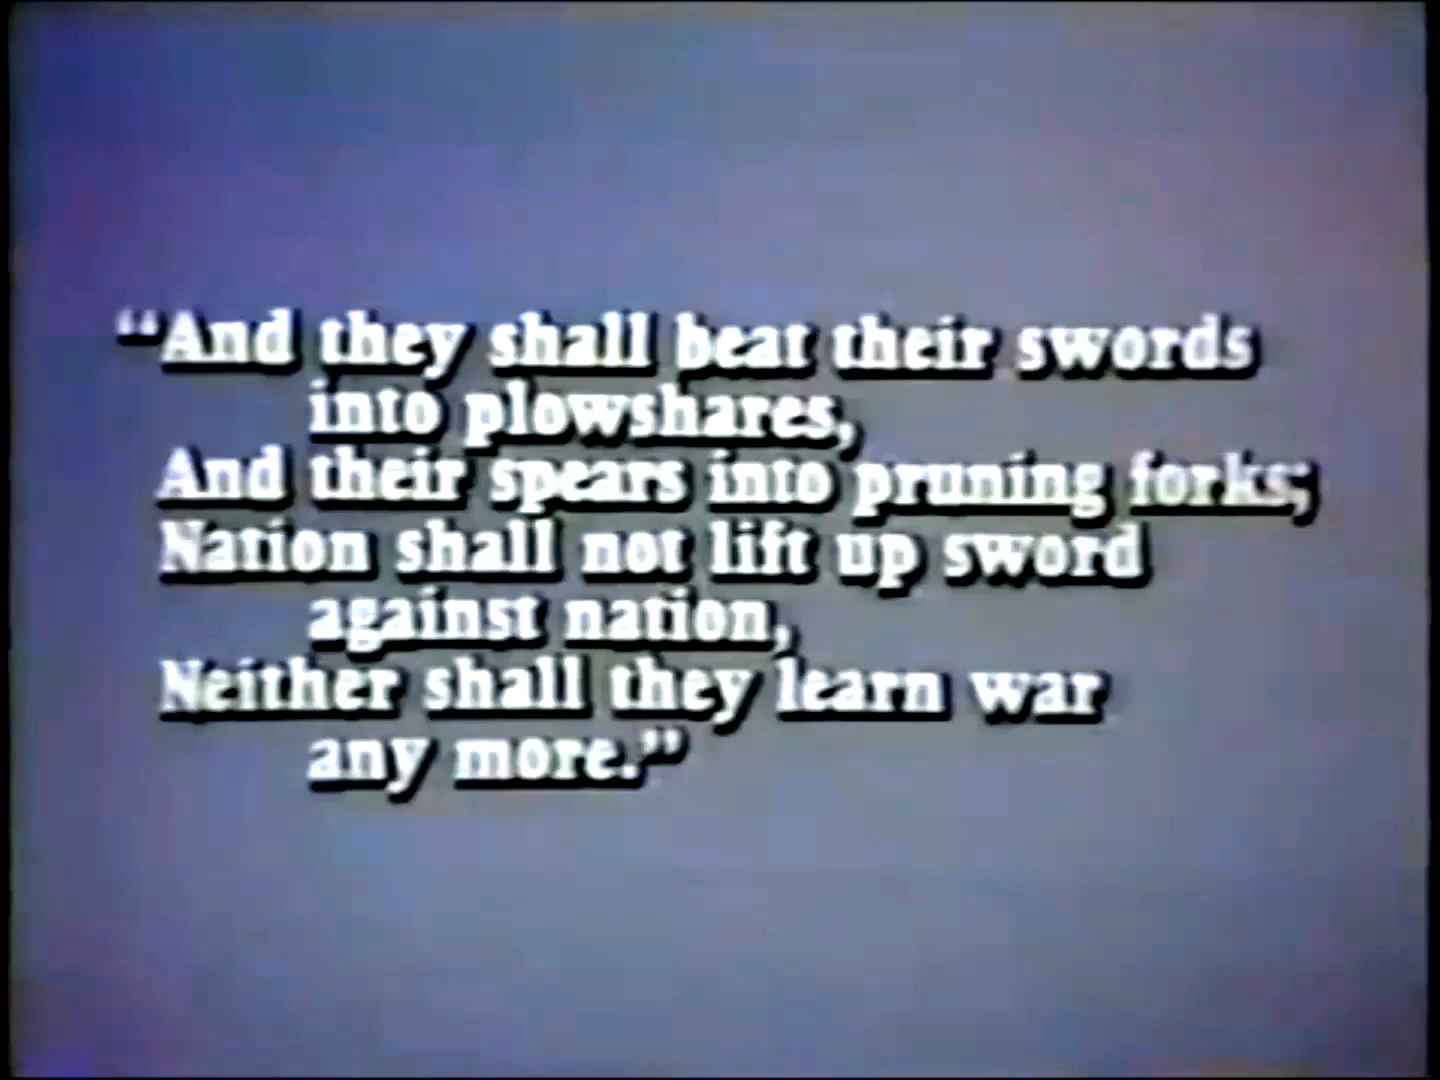 “And they shall beat their swords
into plowshares,
And their spears into pruning forks;
Nation shall not lift up sword
against nation,
Neither shall they learn war
any more.”